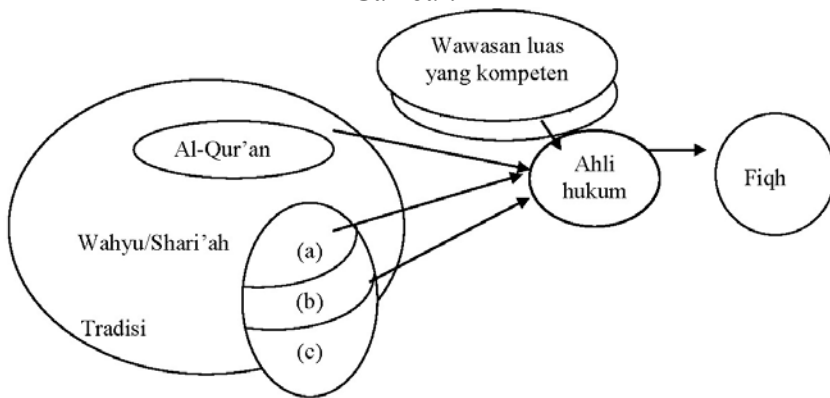 Wawasan luas
yang kompeten
Al-Qur'an
Ahli
hukum
Fiqh
Wahyu/Shari'ah
(a)
(b)
Tradisi
(c)